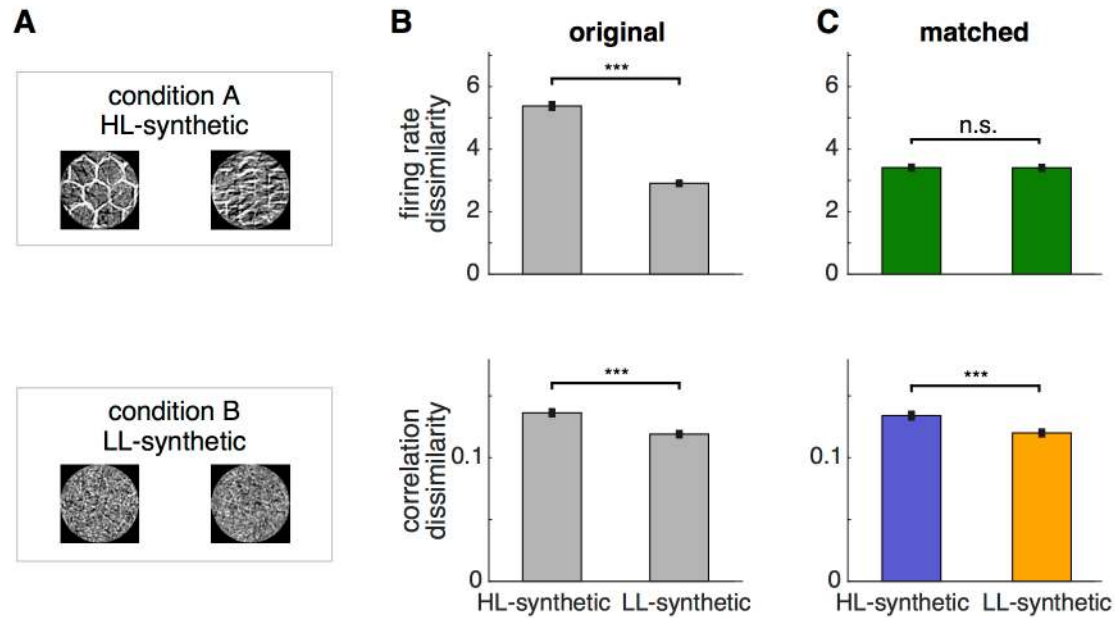 A
condition A
HL-synthetic
condition B
LL-synthetic
B
original
firing rate
dissimilarity
6
4
2
0
***
correlation
dissimilarity
0.1
0
***
HL-synthetic LL-synthetic
C
matched
6
4
2
0
n.s.
0.1
0
***
HL-synthetic LL-synthetic